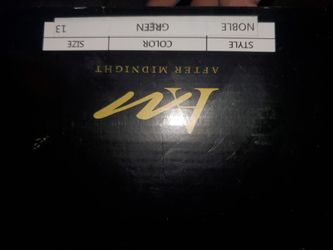 STYLE COLOR SIZE
NOBLE GREEN 13
AM
AFTER MIDNIGHT